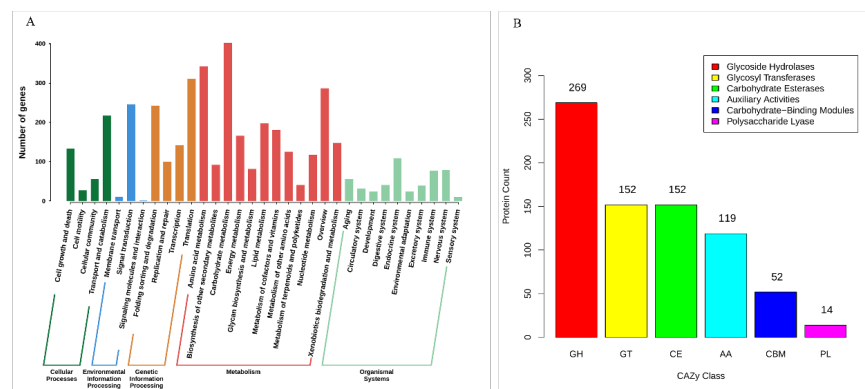 A
Number of genes
400
300
200
100
0
Cell growth and death
Cell motility
Cellular community
Transport and catabolism
Membrane transport
Signal transduction
Signaling molecules and interaction
Folding sorting and degradation
Replication and repair
Transcription
Translation
Amino acid metabolism
Biosynthesis of other secondary metabolites
Carbohydrate metabolism
Energy metabolism
Glycan biosynthesis and metabolism
Lipid metabolism
Metabolism of cofactors and vitamins
Metabolism of other amino acids
Metabolism of terpenoids and polyketides
Nucleotide metabolism
Overview
Xenobiotics biodegradation and metabolism
Aging
Circulatory system
Development
Digestive system
Endocrine system
Environmental adaptation
Excretory system
Immune system
Nervous system
Sensory system
Cellular
Processes
Environmental
Information
Processing
Genetic
Information
Processing
Metabolism
Organismal
Systems
B
Protein Count
300
250
200
150
100
50
0
269
152
152
119
52
14
Glycoside Hydrolases
Glycosyl Transferases
Carbohydrate Esterases
Auxiliary Activities
Carbohydrate−Binding Modules
Polysaccharide Lyase
GH
GT
CE
AA
CBM
PL
CAZy Class